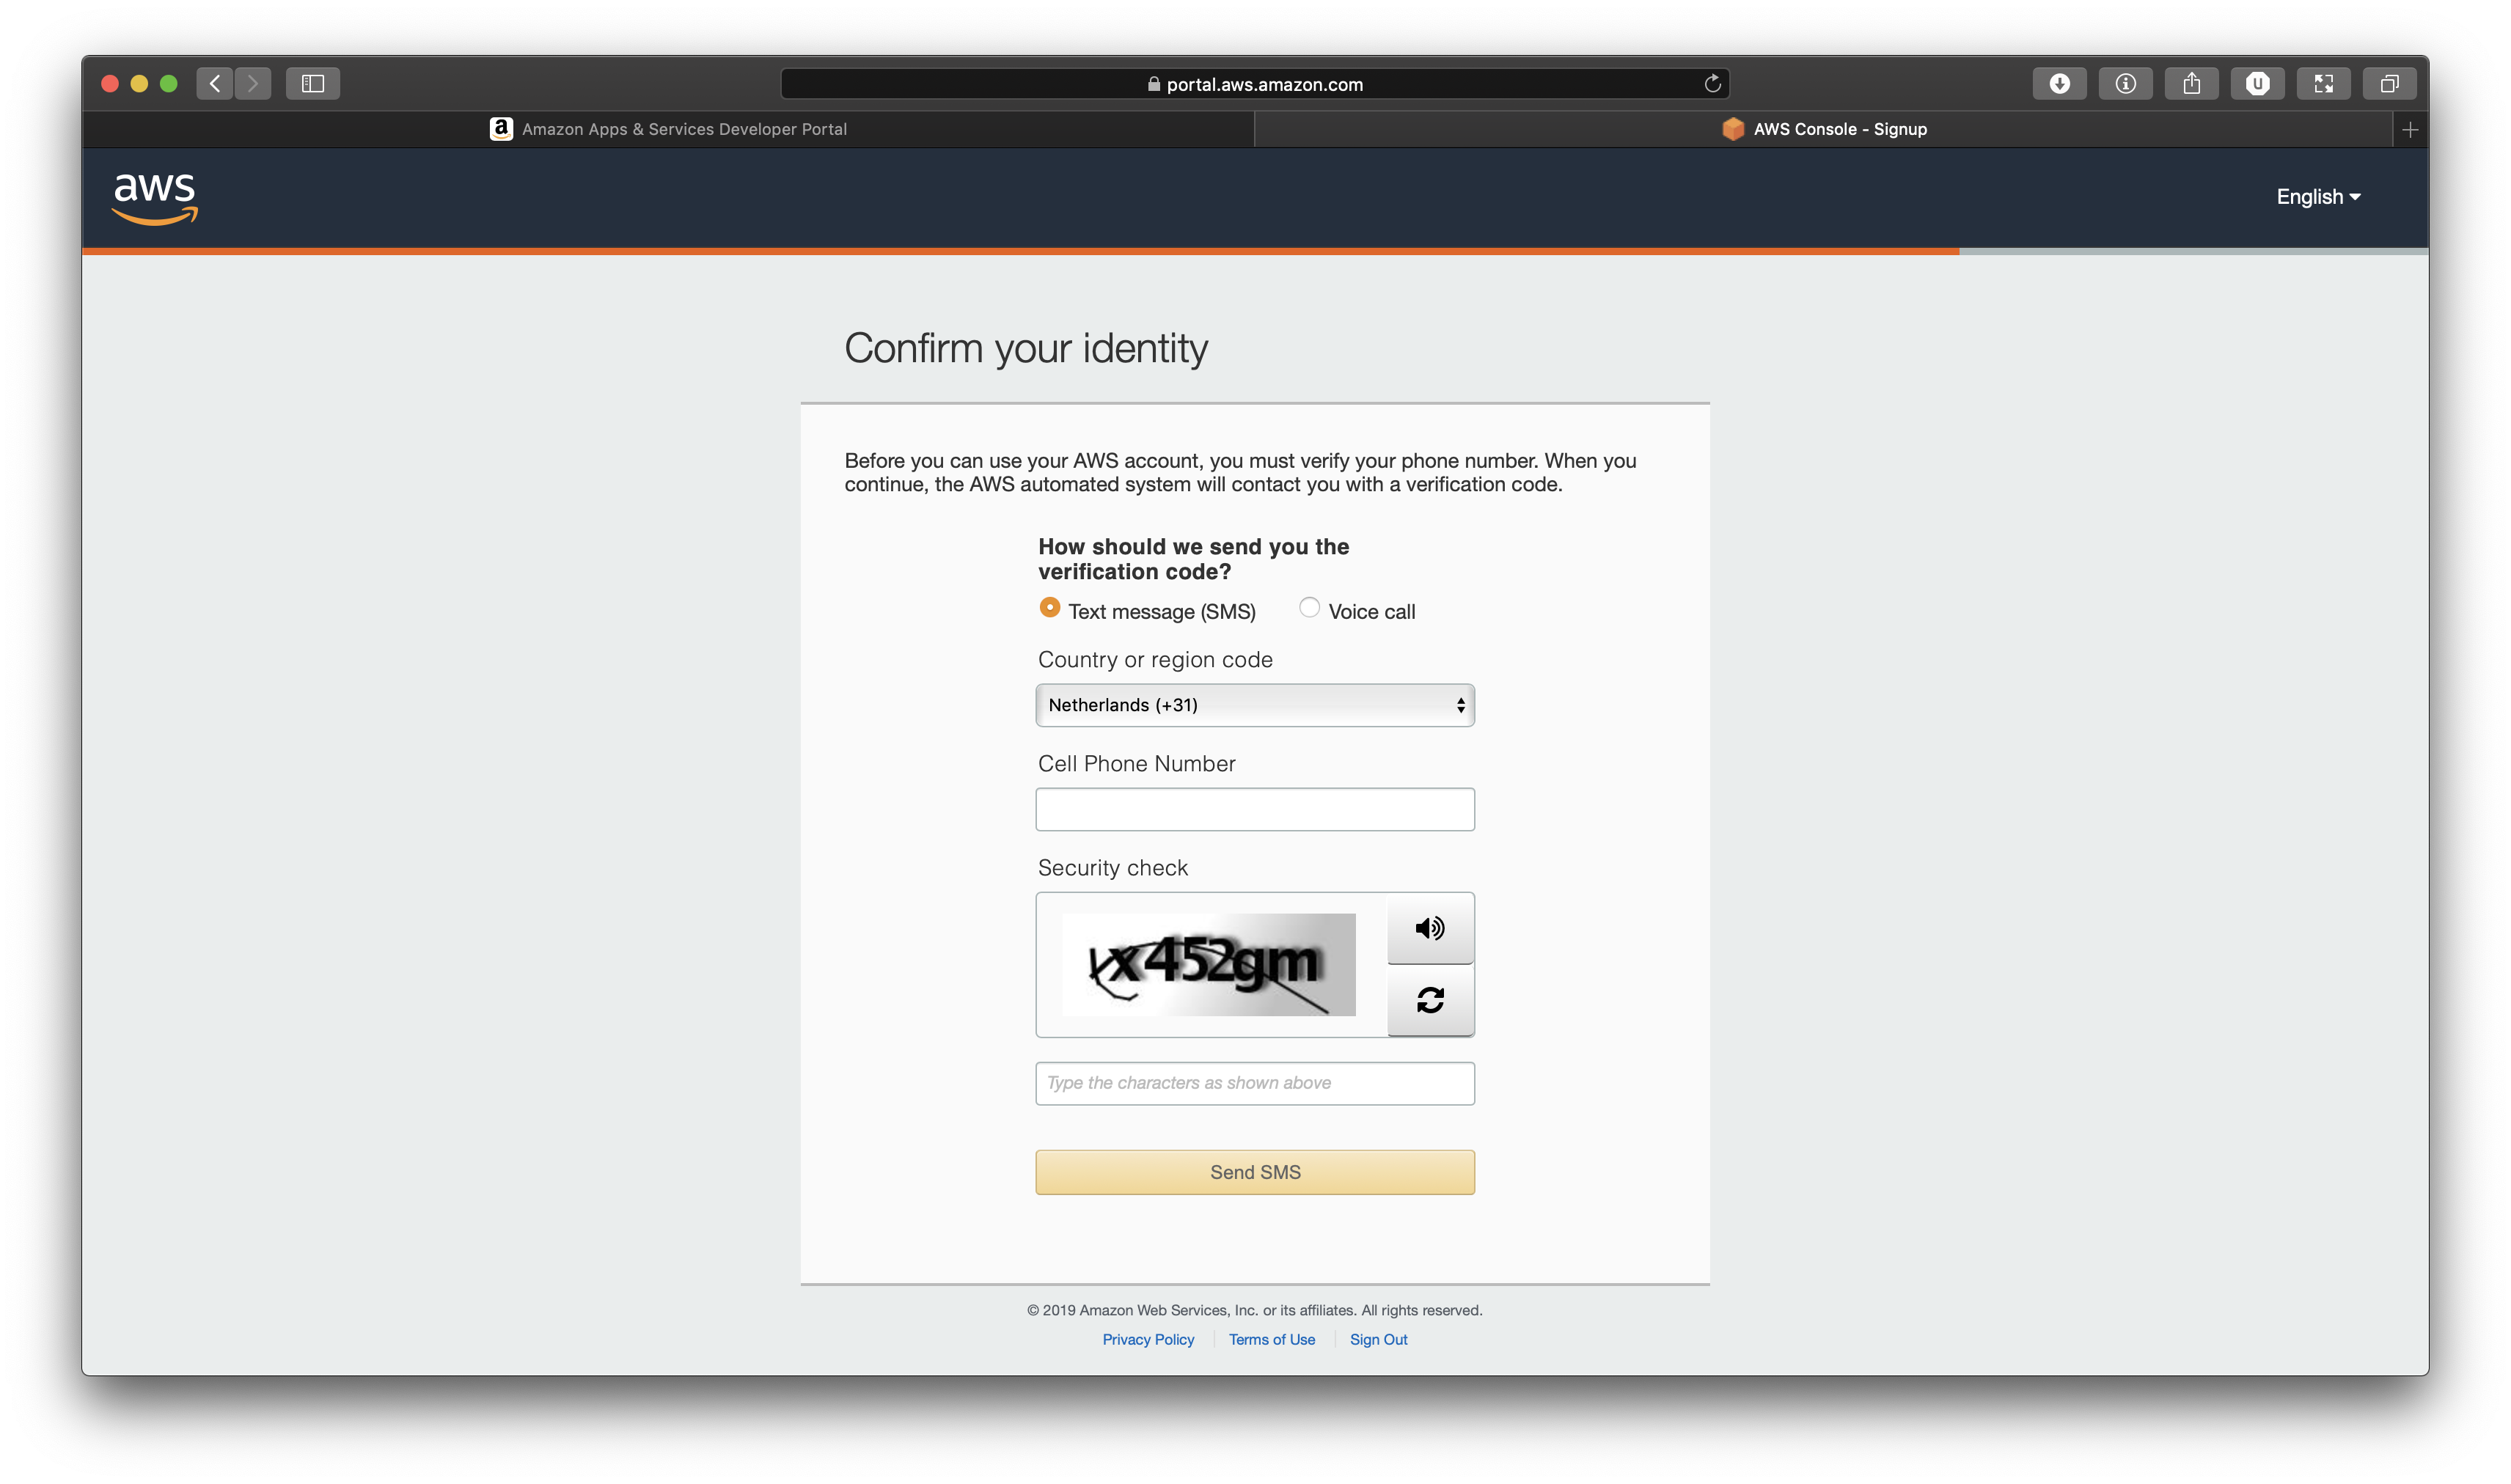 portal.aws.amazon.com
Amazon Apps & Services Developer Portal
AWS Console - Signup
aws
English
Confirm your identity
Before you can use your AWS account, you must verify your phone number. When you
continue, the AWS automated system will contact you with a verification code.
How should we send you the
verification code?
Text message (SMS)
Voice call
Country or region code
Netherlands (+31)
Cell Phone Number
Security check
Type the characters as shown above
Send SMS
© 2019 Amazon Web Services, Inc. or its affiliates. All rights reserved.
Privacy Policy
Terms of Use
Sign Out